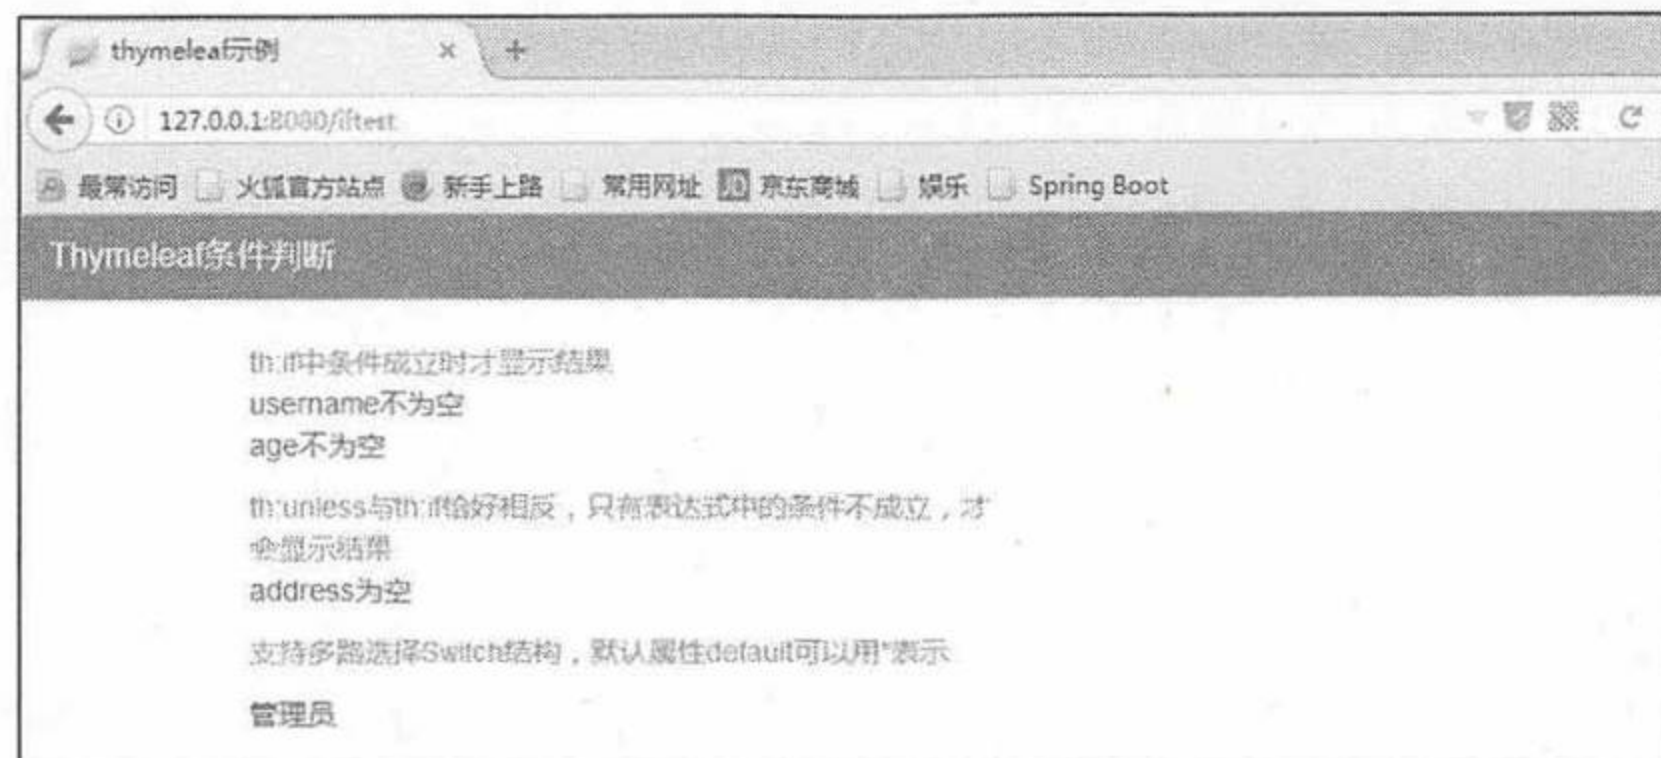 thymeleaf示例
127.0.0.1:8080/iftest
最常访问 火狐官方站点 新手上路 常用网址 JD 京东商城 娱乐 Spring Boot
Thymeleaf条件判断
th:if中条件成立时才显示结果
username不为空
age不为空
th:unless与th:if恰好相反，只有表达式中的条件不成立，才
会显示结果
address为空
支持多路选择Switch结构，默认属性default可以用*表示
管理员